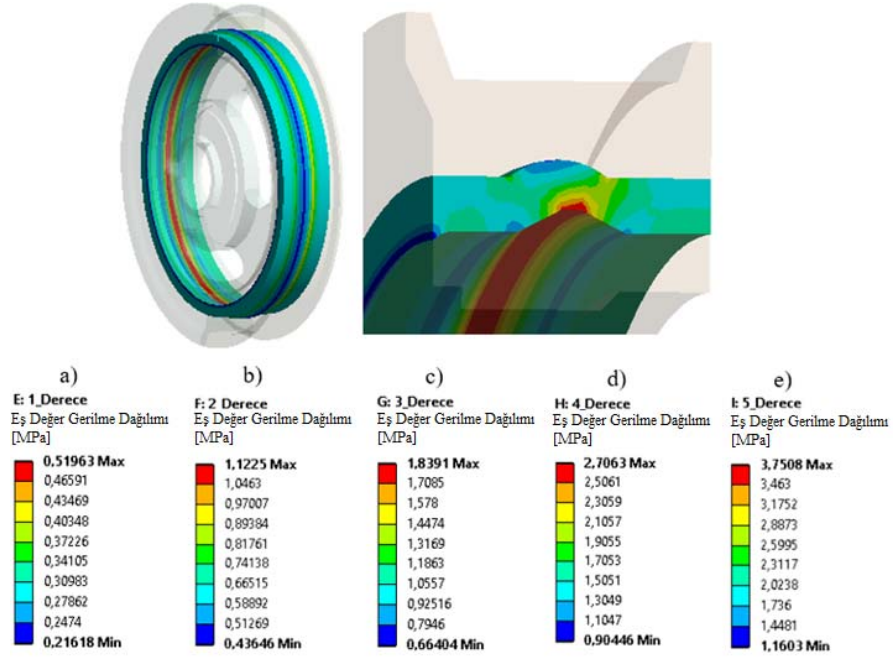 a)
E: 1_Derece
Eş Değer Gerilme Dağılımı
[MPa]
0,51963 Max
0,46591
0,43469
0,40348
0,37226
0,34105
0,30983
0,27862
0,2474
0,21618 Min
b)
F: 2 Derece
Eş Değer Gerilme Dağılımı
[MPa]
1,1225 Max
1,0463
0,97007
0,89384
0,81761
0,74138
0,66515
0,58892
0,51269
0,43646 Min
c)
G: 3_Derece
Eş Değer Gerilme Dağılımı
[MPa]
1,8391 Max
1,7085
1,578
1,4474
1,3169
1,1863
1,0557
0,92516
0,7946
0,66404 Min
d)
H: 4_Derece
Eş Değer Gerilme Dağılımı
[MPa]
2,7063 Max
2,5061
2,3059
2,1057
1,9055
1,7053
1,5051
1,3049
1,1047
0,90446 Min
e)
I: 5_Derece
Eş Değer Gerilme Dağılımı
[MPa]
3,7508 Max
3,463
3,1752
2,8873
2,5995
2,3117
2,0238
1,736
1,4481
1,1603 Min